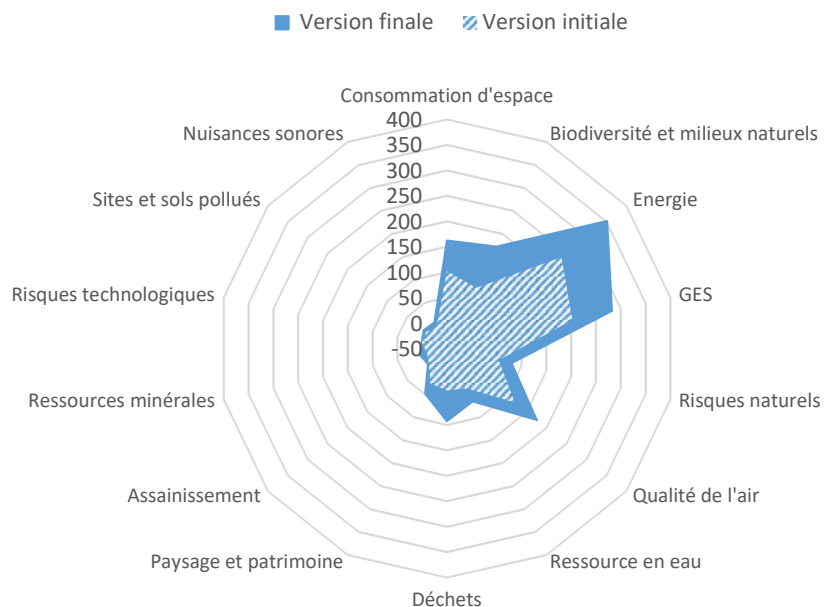 Version finale Version initiale
Consommation d'espace
Nuisances sonores
Biodiversité et milieux naturels
Sites et sols pollués
Energie
Risques technologiques
GES
Ressources minérales
Risques naturels
Assainissement
Qualité de l'air
Paysage et patrimoine
Ressource en eau
Déchets
400
350
300
250
200
150
100
50
0
-50